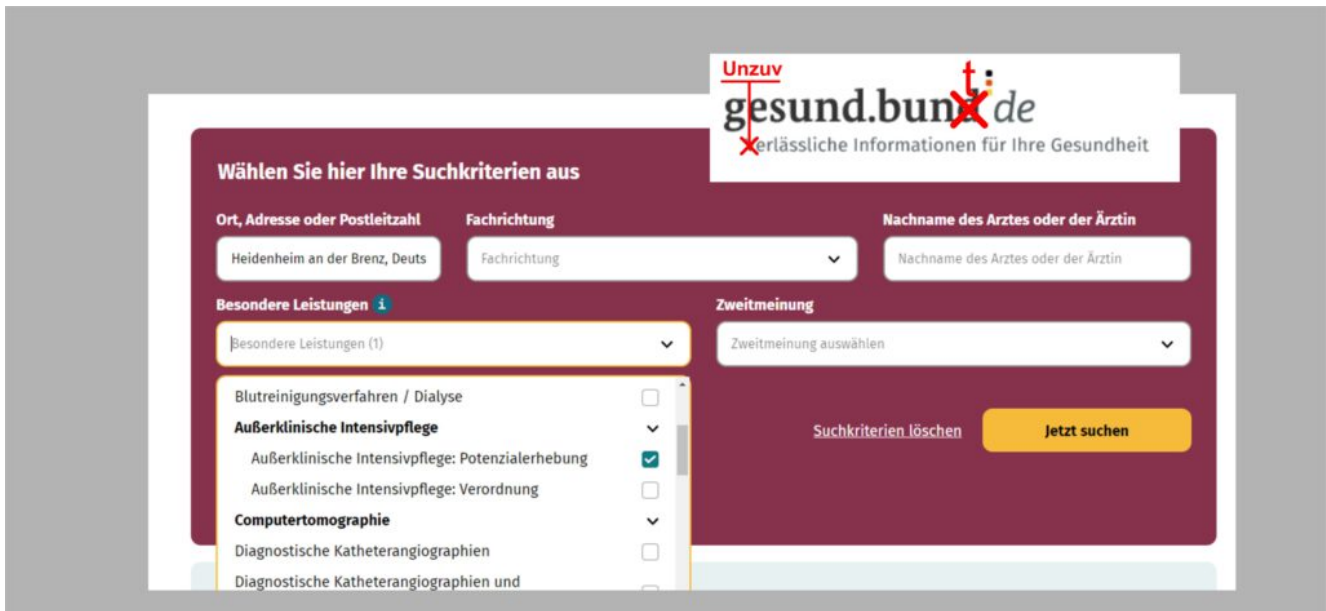 Unzuv
t
gesund.bund.de
verlässliche Informationen für Ihre Gesundheit
Wählen Sie hier Ihre Suchkriterien aus
Ort, Adresse oder Postleitzahl Fachrichtung Nachname des Arztes oder der Ärztin
Heidenheim an der Brenz, Deuts Fachrichtung Nachname des Arztes oder der Ärztin
Besondere Leistungen i Zweitmeinung
Besondere Leistungen (1) Zweitmeinung auswählen
Blutreinigungsverfahren / Dialyse
Außerklinische Intensivpflege
Suchkriterien löschen Jetzt suchen
Außerklinische Intensivpflege: Potenzialerhebung
Außerklinische Intensivpflege: Verordnung
Computertomographie
Diagnostische Katheterangiographien
Diagnostische Katheterangiographien und